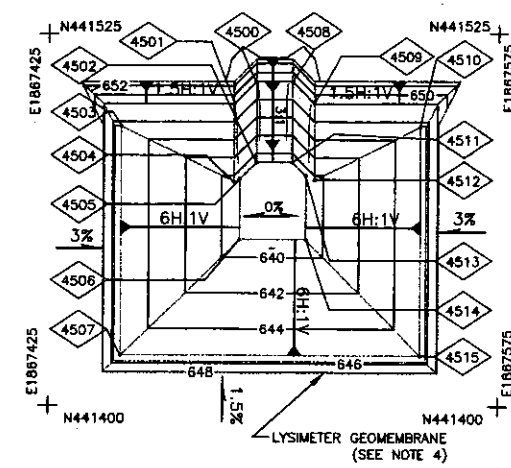 N441525
4501
4500
4508
N441525
E1867425
4502
4509
4510
E1867575
652
1.5H:1V
1.5H:1V
650
4503
3:1
4504
4511
4512
4505
0%
6H:1V
6H:1V
3%
3%
4513
640
4506
642
6H:1V
4514
644
4507
646
4515
648
E1867425
E1867575
1.5%
N441400
N441400
LYSIMETER GEOMEMBRANE
(SEE NOTE 4)